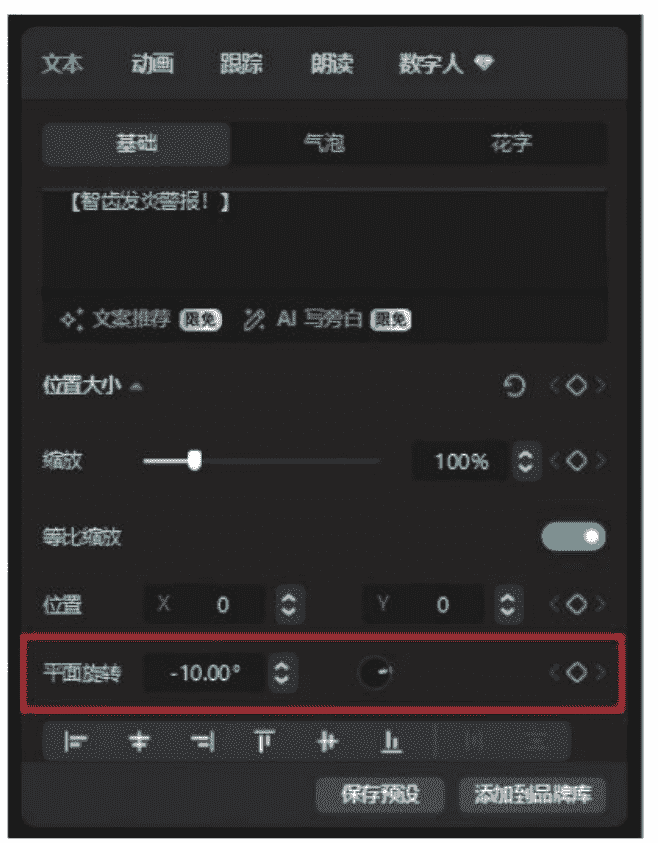 文本 动画 跟踪 朗读 数字人
基础 气泡 花字
【智齿发炎警报！】
文案推荐 限免 AI 写旁白 限免
位置大小
缩放 100%
等比缩放
位置 X 0 Y 0
平面旋转 -10.00°
保存预设 添加到品牌库